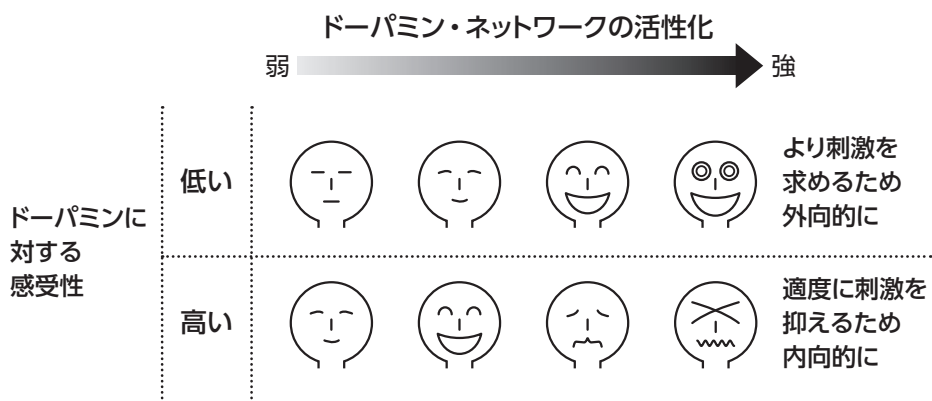 ドーパミン・ネットワークの活性化
弱
強
低い
より刺激を
求めるため
外向的に
ドーパミンに
対する
感受性
高い
適度に刺激を
抑えるため
内向的に